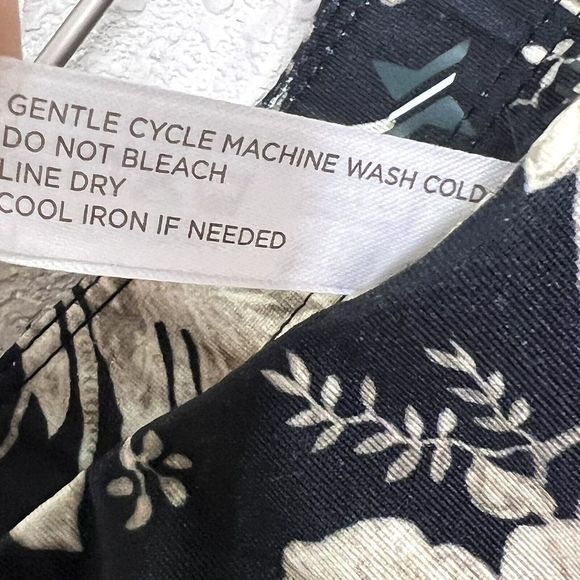 GENTLE CYCLE MACHINE WASH COLD
DO NOT BLEACH
LINE DRY
COOL IRON IF NEEDED